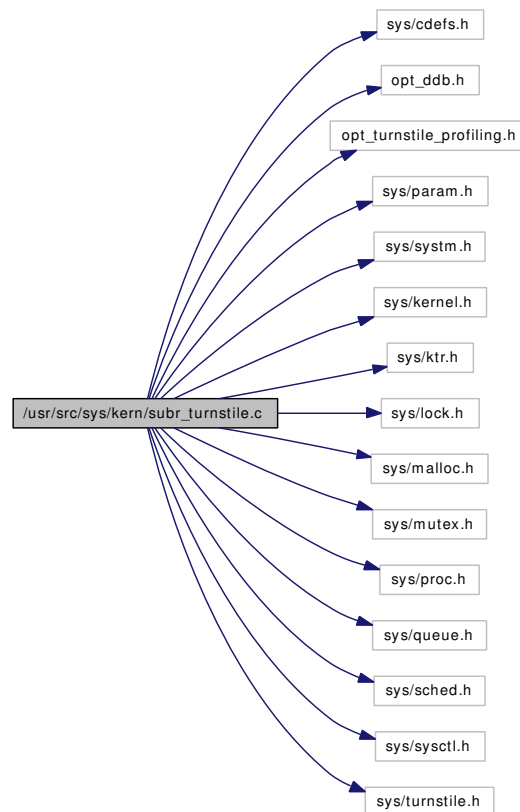 sys/cdefs.h
opt_ddb.h
opt_turnstile_profiling.h
sys/param.h
sys/systm.h
sys/kernel.h
sys/ktr.h
/usr/src/sys/kern/subr_turnstile.c
sys/lock.h
sys/malloc.h
sys/mutex.h
sys/proc.h
sys/queue.h
sys/sched.h
sys/sysctl.h
sys/turnstile.h